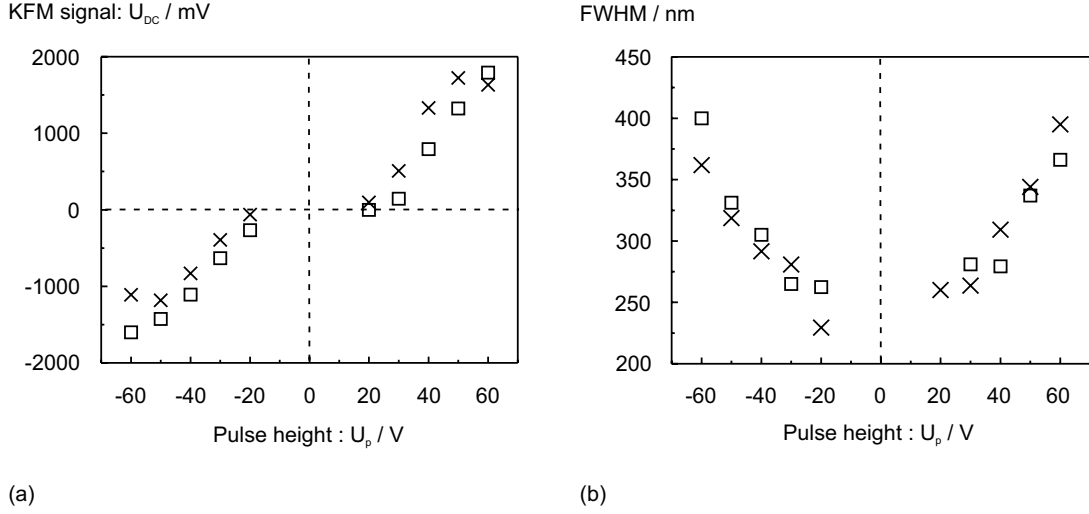 KFM signal: U_DC / mV
2000
1000
0
-1000
-2000
-60 -40 -20 0 20 40 60
Pulse height : U_p / V
(a)
FWHM / nm
450
400
350
300
250
200
-60 -40 -20 0 20 40 60
Pulse height : U_p / V
(b)